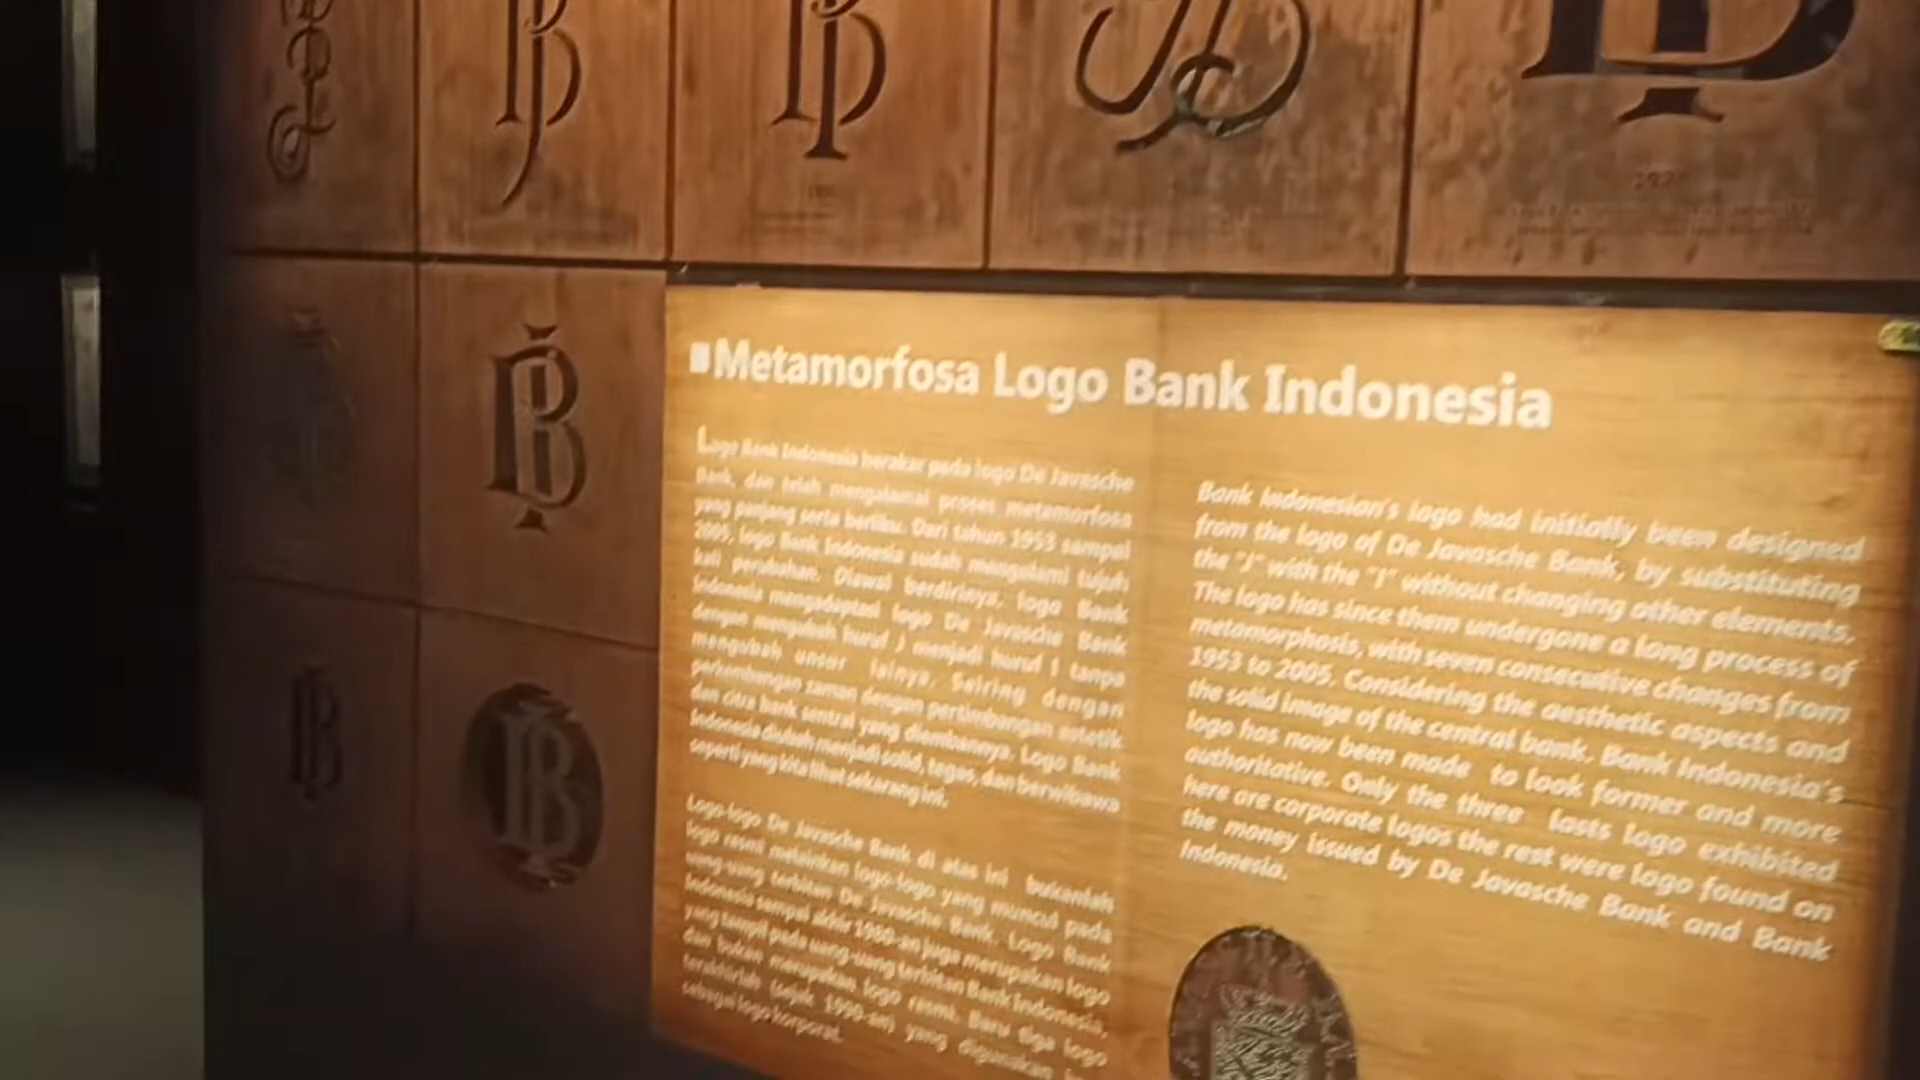 ■Metamorfosa Logo Bank Indonesia
Logo Bank Indonesia berakar pada logo De Javasche
Bank, dan telah mengalami proses metamorfosa
yang panjang serta berliku. Dari tahun 1953 sampai
2005, logo Bank Indonesia sudah mengalami tujuh
kali perubahan. Diawal berdirinya, logo Bank
Indonesia mengadaptasi logo De Javasche Bank
dengan mengubah huruf J menjadi huruf I tanpa
mengubah unsur lainya. Seiring dengan
perkembangan zaman dengan pertimbangan estetik
dan citra bank sentral yang diembannya, Logo Bank
Indonesia diubah menjadi solid, tegas, dan berwibawa
seperti yang kita lihat sekarang ini.
Logo-logo De Javasche Bank di atas ini bukanlah
logo resmi melainkan logo-logo yang muncul pada
uang-uang terbitan De Javasche Bank. Logo Bank
Indonesia sampai akhir 1980-an juga merupakan logo
yang tampil pada uang-uang terbitan Bank Indonesia,
dan bukan merupakan logo resmi. Baru tiga logo
terakhirlah (sejak 1990-an) yang digunakan
sebagai logo korporat.
Bank Indonesian's logo had initially been designed
from the logo of De Javasche Bank, by substituting
the "J" with the "I" without changing other elements.
The logo has since them undergone a long process of
metamorphosis, with seven consecutive changes from
1953 to 2005. Considering the aesthetic aspects and
the solid image of the central bank. Bank Indonesia's
logo has now been made to look former and more
authoritative. Only the three lasts logo exhibited
here are corporate logos the rest were logo found on
the money issued by De Javasche Bank and Bank
Indonesia.